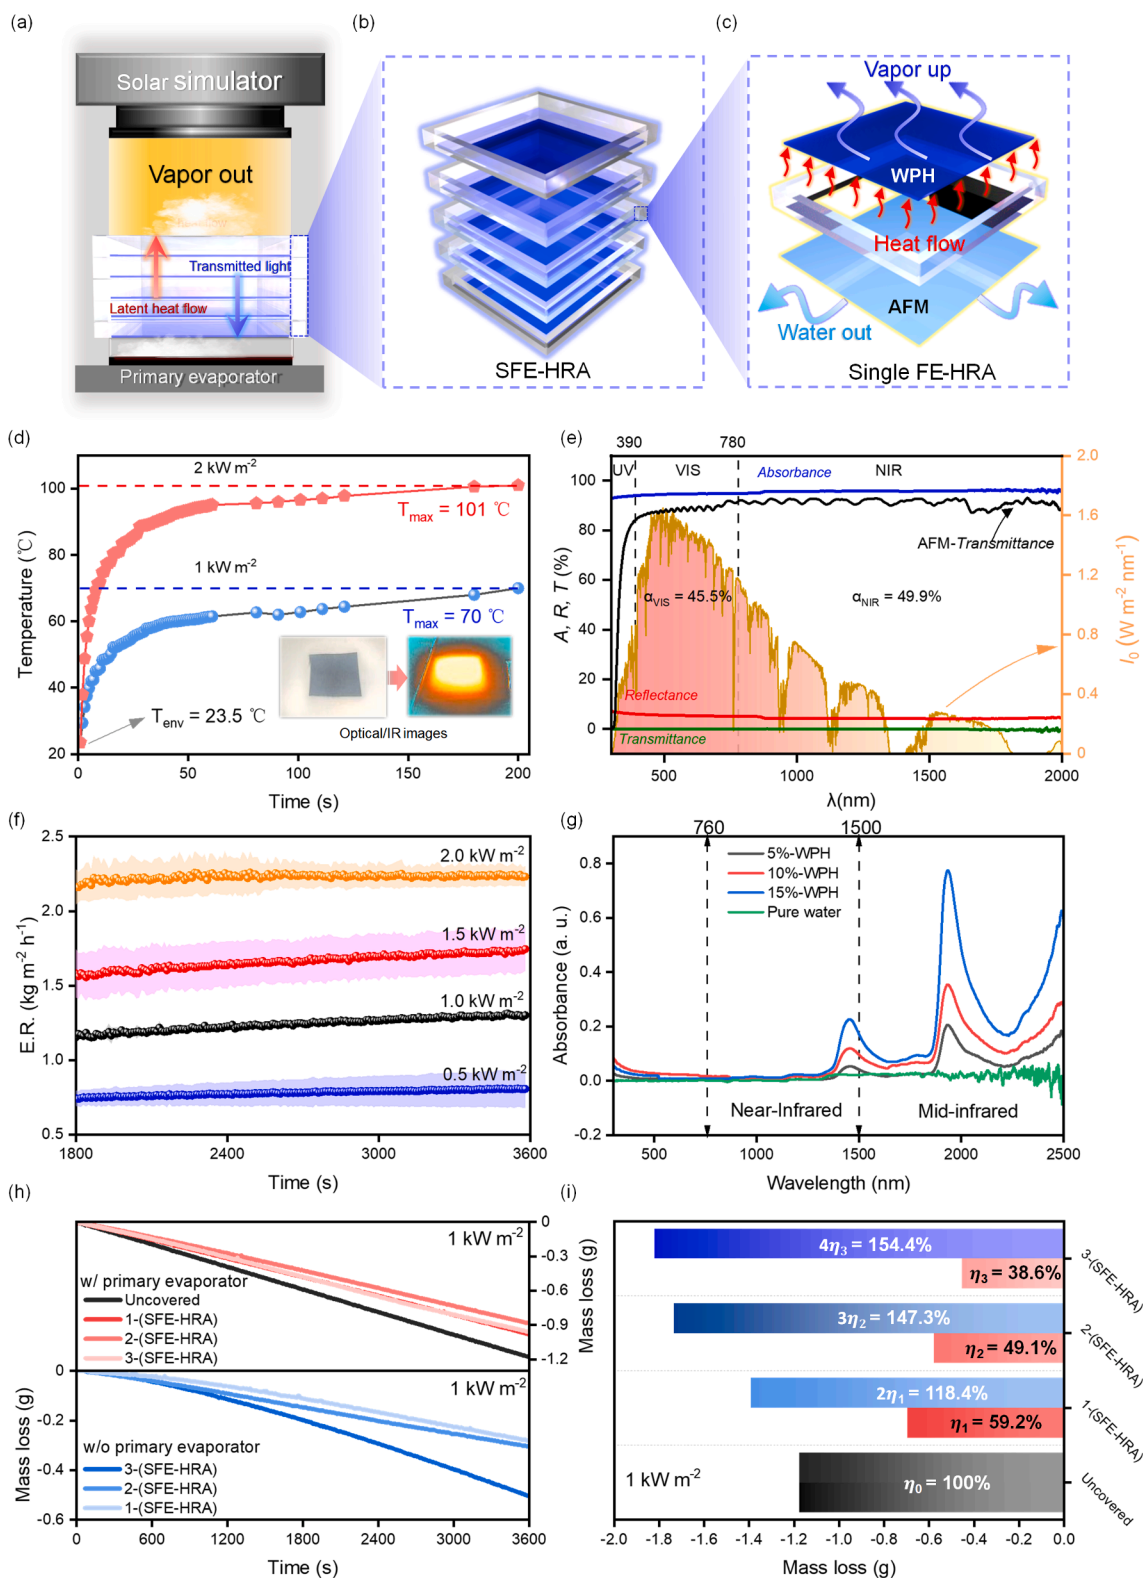 (a)
Solar simulator
Vapor out
Transmitted light
Latent heat flow
Primary evaporator
(b)
SFE-HRA
(c)
Vapor up
WPH
Heat flow
AFM
Water out
Single FE-HRA
(d)
2 kW m⁻²
Tmax = 101 ℃
1 kW m⁻²
Tmax = 70 ℃
Tenv = 23.5 ℃
Optical/IR images
Temperature (℃)
100
80
60
40
20
0 50 100 150 200
Time (s)
(e)
390 780
UV VIS NIR
Absorbance
AFM-Transmittance
αVIS = 45.5%
αNIR = 49.9%
Reflectance
Transmittance
A, R, T (%)
100
80
60
40
20
0
I₀ (W m⁻² nm⁻¹)
2.0
1.6
1.2
0.8
0.4
0
500 1000 1500 2000
λ(nm)
(f)
2.0 kW m⁻²
1.5 kW m⁻²
1.0 kW m⁻²
0.5 kW m⁻²
E.R. (kg m⁻² h⁻¹)
2.5
2.0
1.5
1.0
0.5
1800 2400 3000 3600
Time (s)
(g)
760 1500
5%-WPH
10%-WPH
15%-WPH
Pure water
Near-Infrared
Mid-infrared
Absorbance (a. u.)
0.8
0.6
0.4
0.2
0.0
-0.2
500 1000 1500 2000 2500
Wavelength (nm)
(h)
1 kW m⁻²
w/ primary evaporator
Uncovered
1-(SFE-HRA)
2-(SFE-HRA)
3-(SFE-HRA)
0
-0.3
-0.6
-0.9
-1.2
Mass loss (g)
1 kW m⁻²
w/o primary evaporator
3-(SFE-HRA)
2-(SFE-HRA)
1-(SFE-HRA)
Mass loss (g)
0
-0.2
-0.4
-0.6
0 600 1200 1800 2400 3000 3600
Time (s)
(i)
4η₃ = 154.4%
η₃ = 38.6%
3η₂ = 147.3%
η₂ = 49.1%
2η₁ = 118.4%
η₁ = 59.2%
1 kW m⁻²
η₀ = 100%
3-(SFE-HRA)
2-(SFE-HRA)
1-(SFE-HRA)
Uncovered
-2.0 -1.8 -1.6 -1.4 -1.2 -1.0 -0.8 -0.6 -0.4 -0.2 0.0
Mass loss (g)